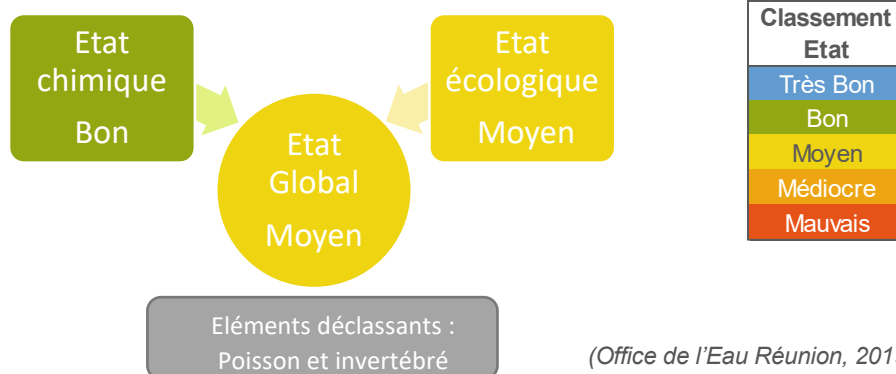 Etat
chimique
Bon
Etat
écologique
Moyen
Etat
Global
Moyen
Eléments déclassants :
Poisson et invertébré
Classement
Etat
Très Bon
Bon
Moyen
Médiocre
Mauvais
(Office de l’Eau Réunion,